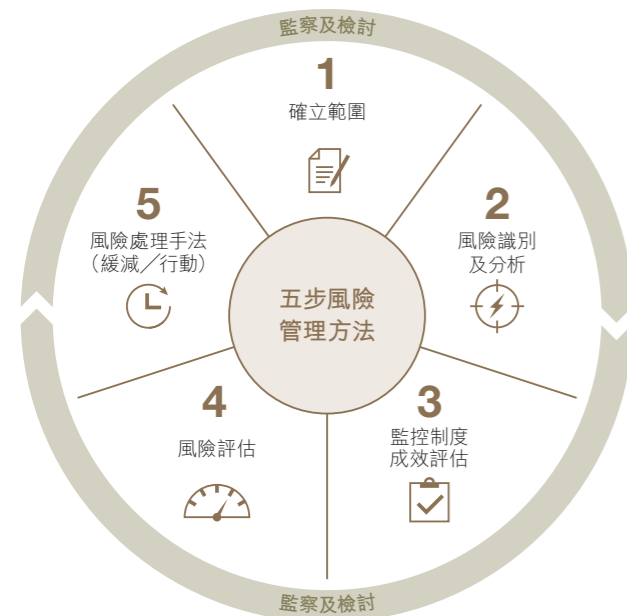 監察及檢討
1
確立範圍
2
風險識別
及分析
3
監控制度
成效評估
4
風險評估
5
風險處理手法
（緩減／行動）
五步風險
管理方法
監察及檢討